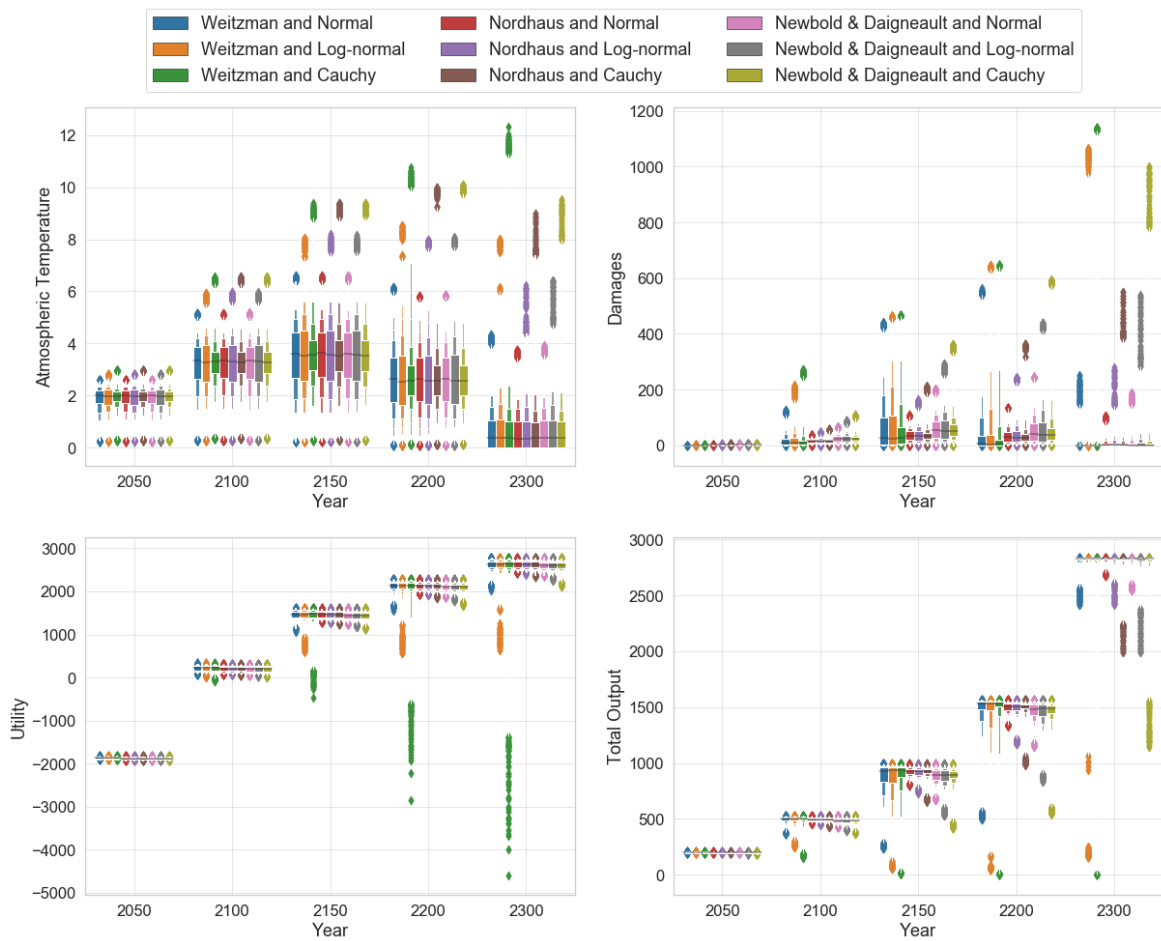 Weitzman and Normal
Weitzman and Log-normal
Weitzman and Cauchy
Nordhaus and Normal
Nordhaus and Log-normal
Nordhaus and Cauchy
Newbold & Daigneault and Normal
Newbold & Daigneault and Log-normal
Newbold & Daigneault and Cauchy
Atmospheric Temperature
12
10
8
6
4
2
0
2050 2100 2150 2200 2300
Year
Damages
1200
1000
800
600
400
200
0
2050 2100 2150 2200 2300
Year
Utility
3000
2000
1000
0
−1000
−2000
−3000
−4000
−5000
2050 2100 2150 2200 2300
Year
Total Output
3000
2500
2000
1500
1000
500
0
2050 2100 2150 2200 2300
Year